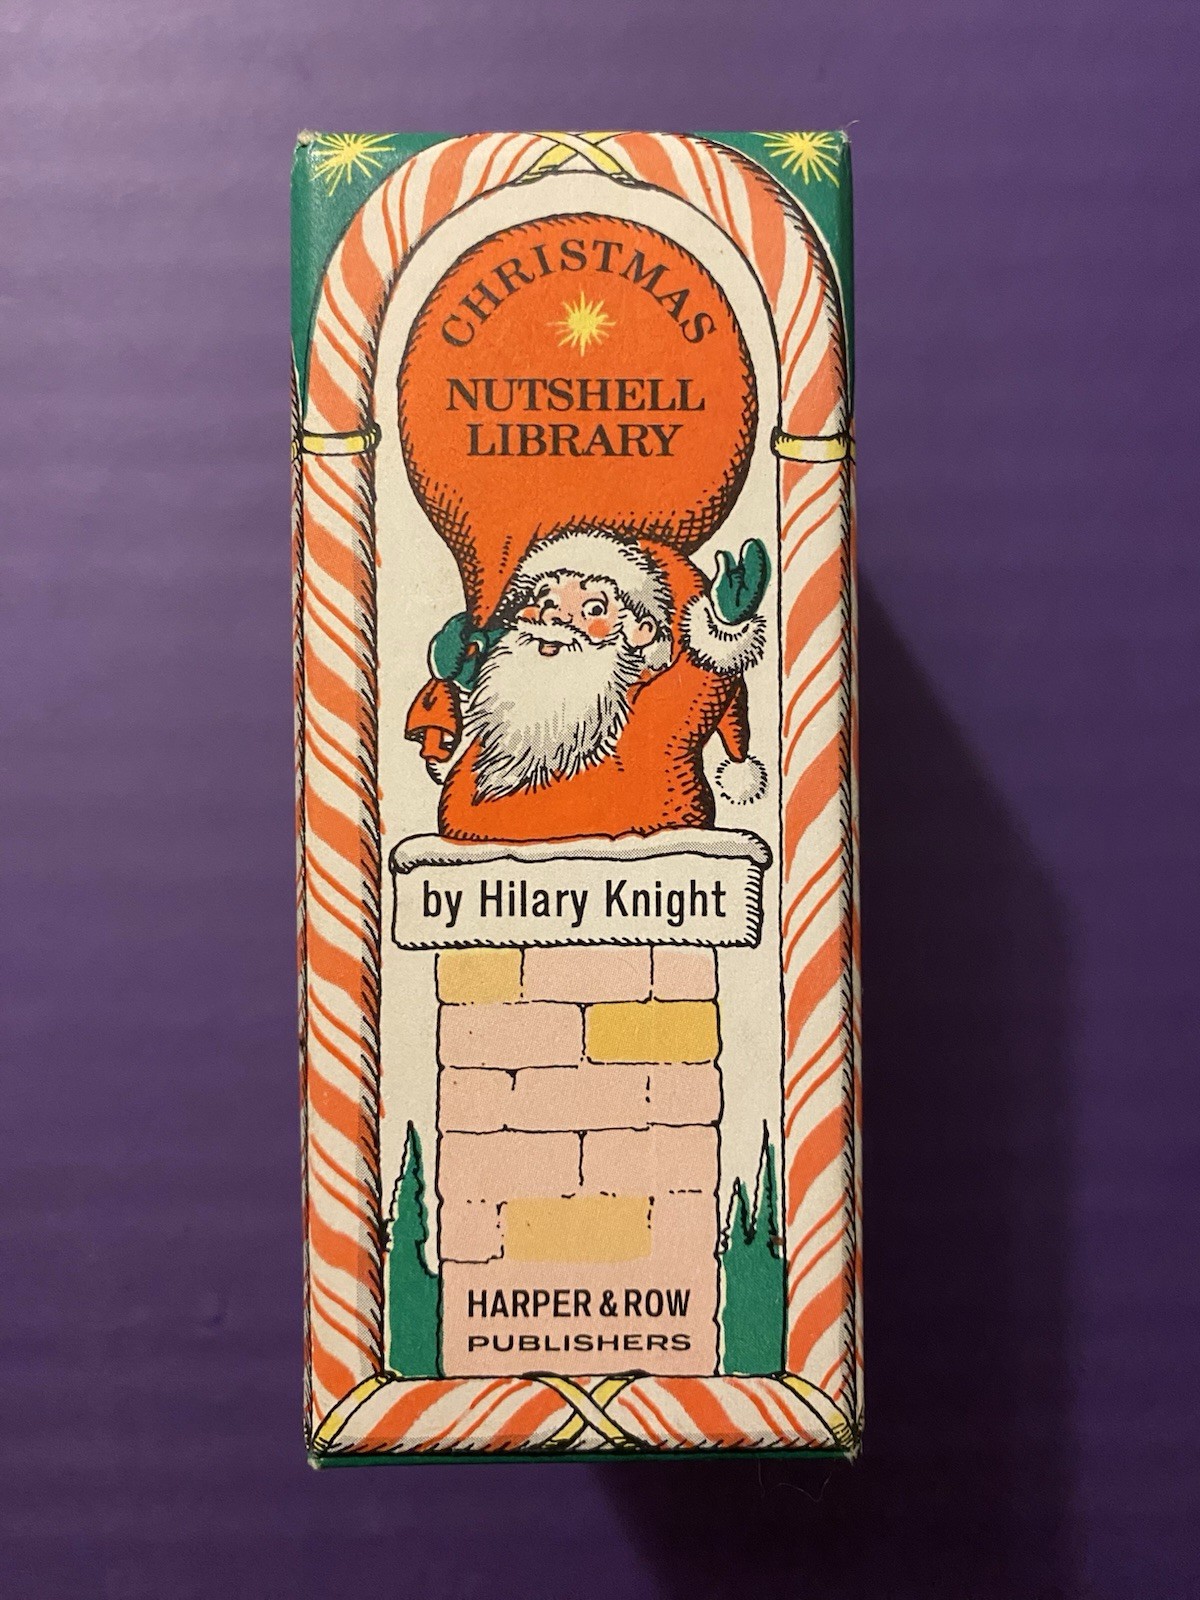 CHRISTMAS
NUTSHELL
LIBRARY
by Hilary Knight
HARPER & ROW
PUBLISHERS